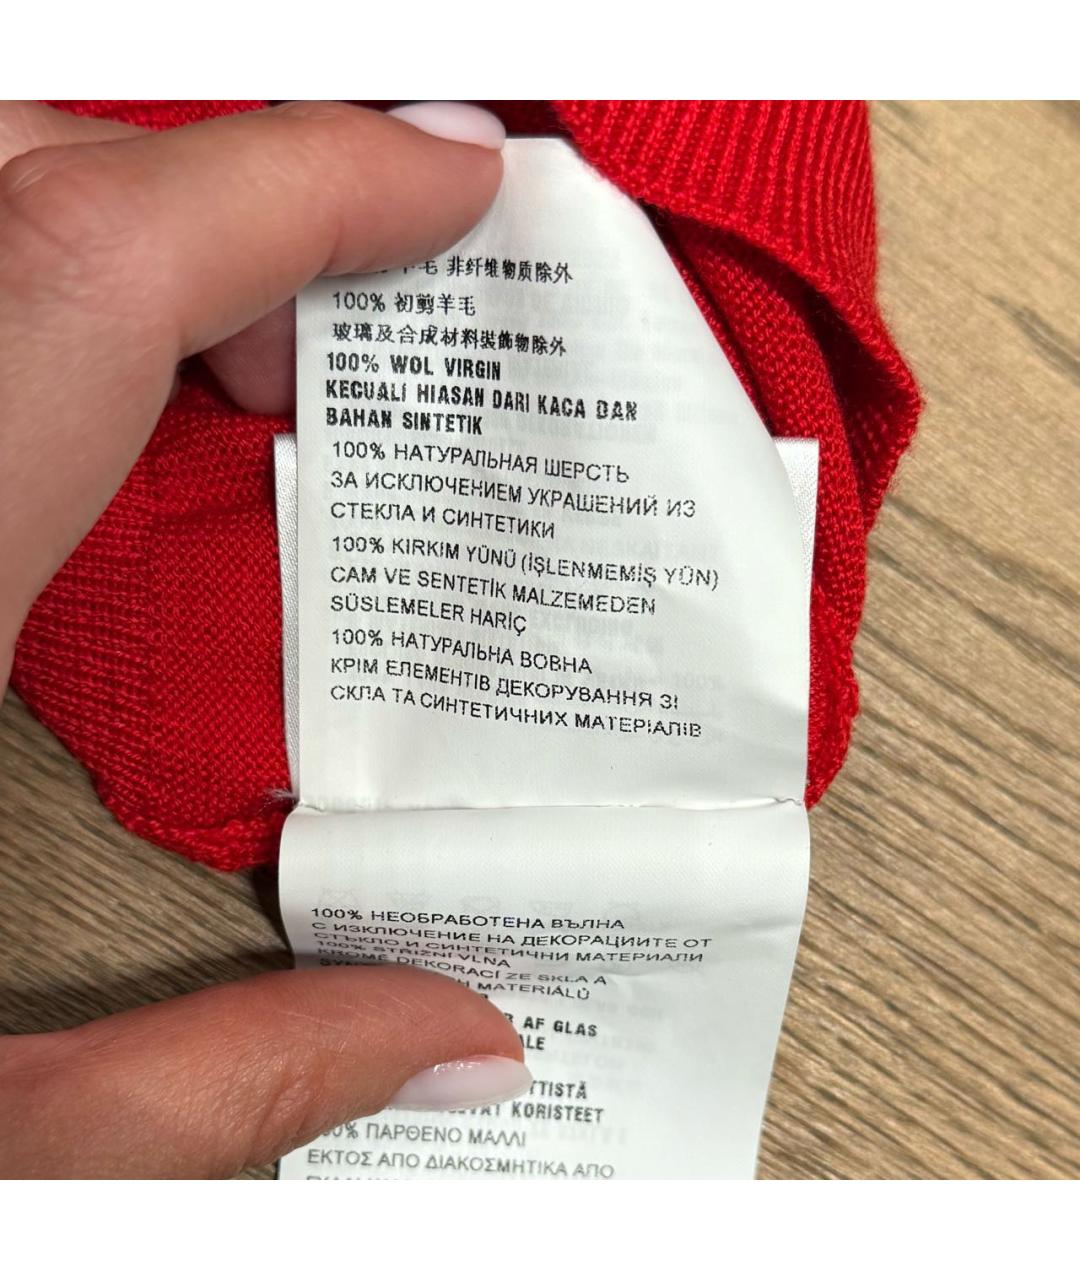 羊毛 非纤维物质除外
100% 初剪羊毛
玻璃及合成材料裝飾物除外
100% WOL VIRGIN
KECUALI HIASAN DARI KACA DAN
BAHAN SINTETIK
100% НАТУРАЛЬНАЯ ШЕРСТЬ
ЗА ИСКЛЮЧЕНИЕМ УКРАШЕНИЙ ИЗ
СТЕКЛА И СИНТЕТИКИ
100% KIRKIM YÜNÜ (İŞLENMEMİŞ YÜN)
CAM VE SENTETİK MALZEMEDEN
SÜSLEMELER HARİÇ
100% НАТУРАЛЬНА ВОВНА
КРІМ ЕЛЕМЕНТІВ ДЕКОРУВАННЯ ЗІ
СКЛА ТА СИНТЕТИЧНИХ МАТЕРІАЛІВ
100% НЕОБРАБОТЕНА ВЪЛНА
С ИЗКЛЮЧЕНИЕ НА ДЕКОРАЦИИТЕ ОТ
СТЪКЛО И СИНТЕТИЧНИ МАТЕРИАЛИ
100% STŘIŽNÍ VLNA
KROMĚ DEKORACÍ ZE SKLA A
MATERIÁLŮ
AF GLAS
KORISTEET
ΠΑΡΘΕΝΟ ΜΑΛΛΙ
ΕΚΤΟΣ ΑΠΟ ΔΙΑΚΟΣΜΗΤΙΚΑ ΑΠΟ